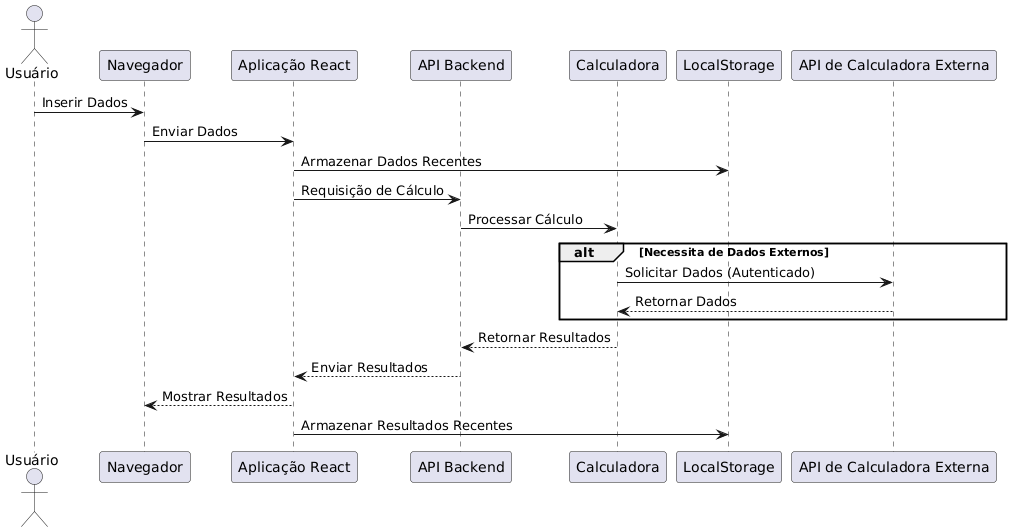 Usuário
Navegador
Aplicação React
API Backend
Calculadora
LocalStorage
API de Calculadora Externa
Inserir Dados
Enviar Dados
Armazenar Dados Recentes
Requisição de Cálculo
Processar Cálculo
alt
[Necessita de Dados Externos]
Solicitar Dados (Autenticado)
Retornar Dados
Retornar Resultados
Enviar Resultados
Mostrar Resultados
Armazenar Resultados Recentes
Usuário
Navegador
Aplicação React
API Backend
Calculadora
LocalStorage
API de Calculadora Externa